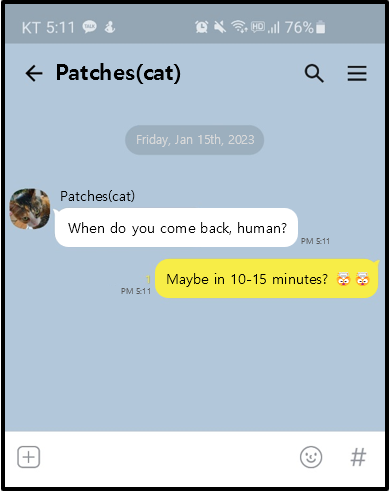 KT 5:11 76%
Patches(cat)
Friday, Jan 15th, 2023
Patches(cat)
When do you come back, human?
PM 5:11
Maybe in 10-15 minutes? 🤯🤯
1
PM 5:11
#